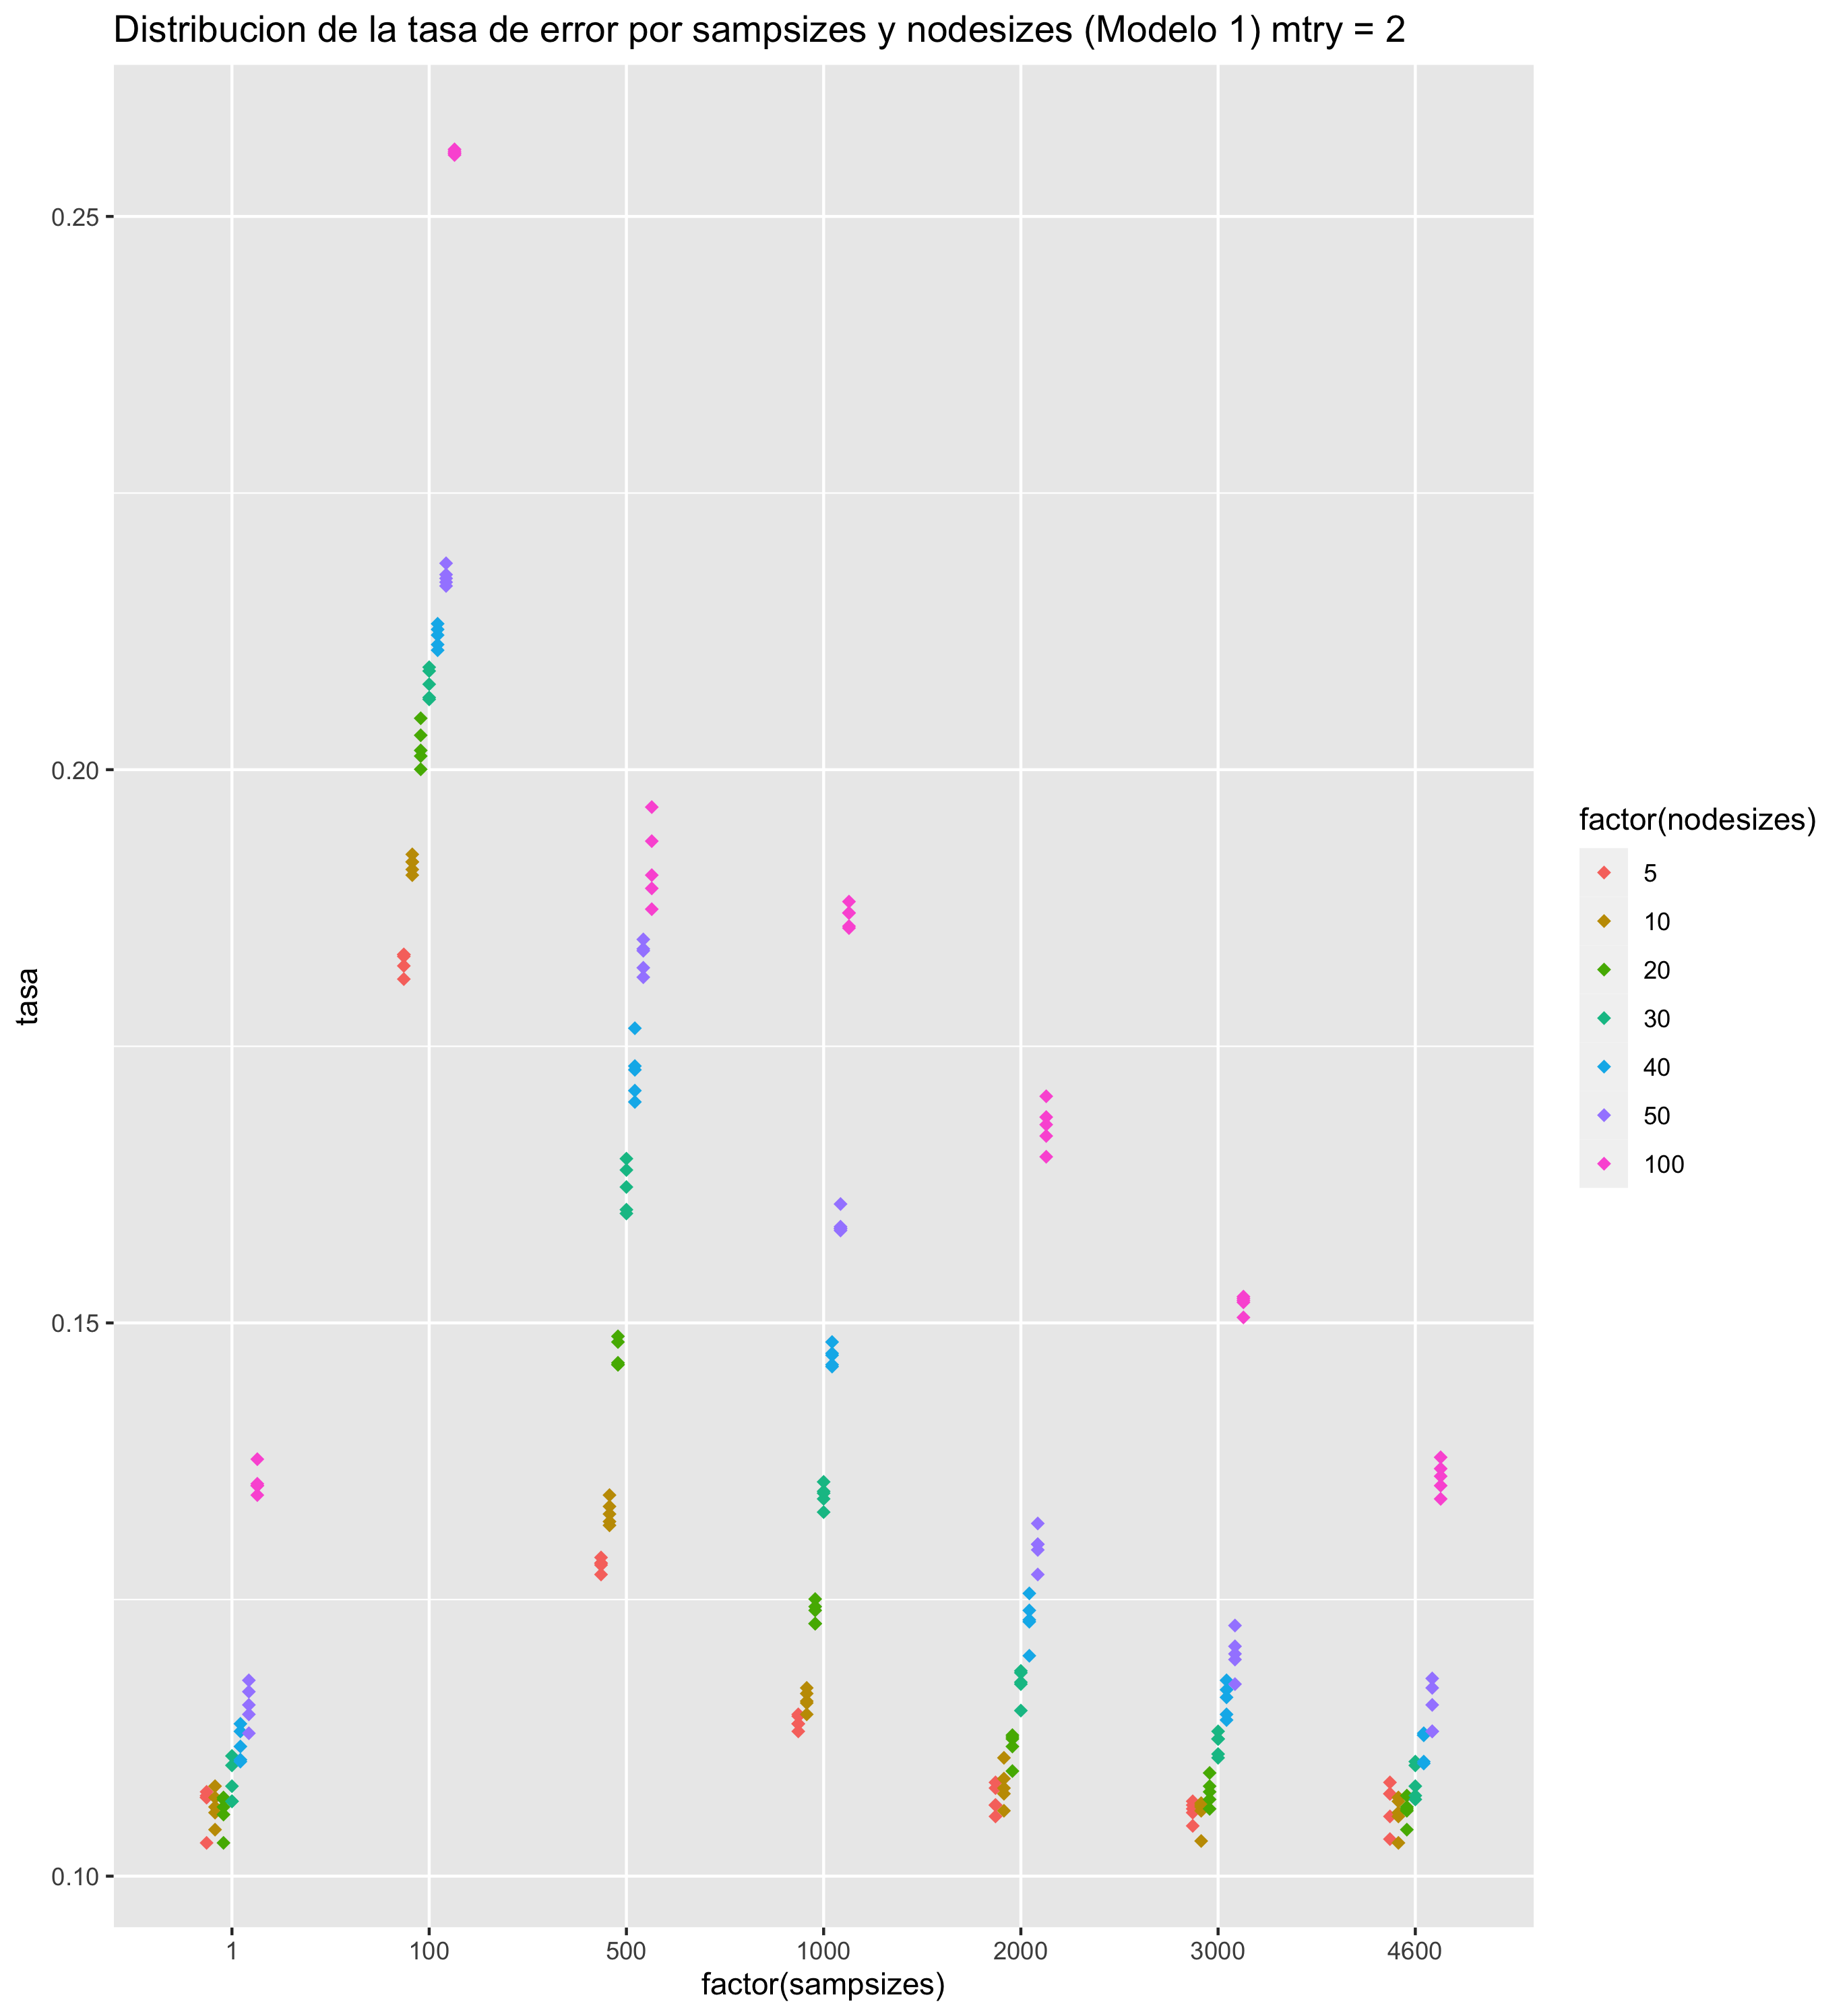 Distribucion de la tasa de error por sampsizes y nodesizes (Modelo 1) mtry = 2
0.25
0.20
0.15
0.10
tasa
1 100 500 1000 2000 3000 4600
factor(sampsizes)
factor(nodesizes)
5
10
20
30
40
50
100